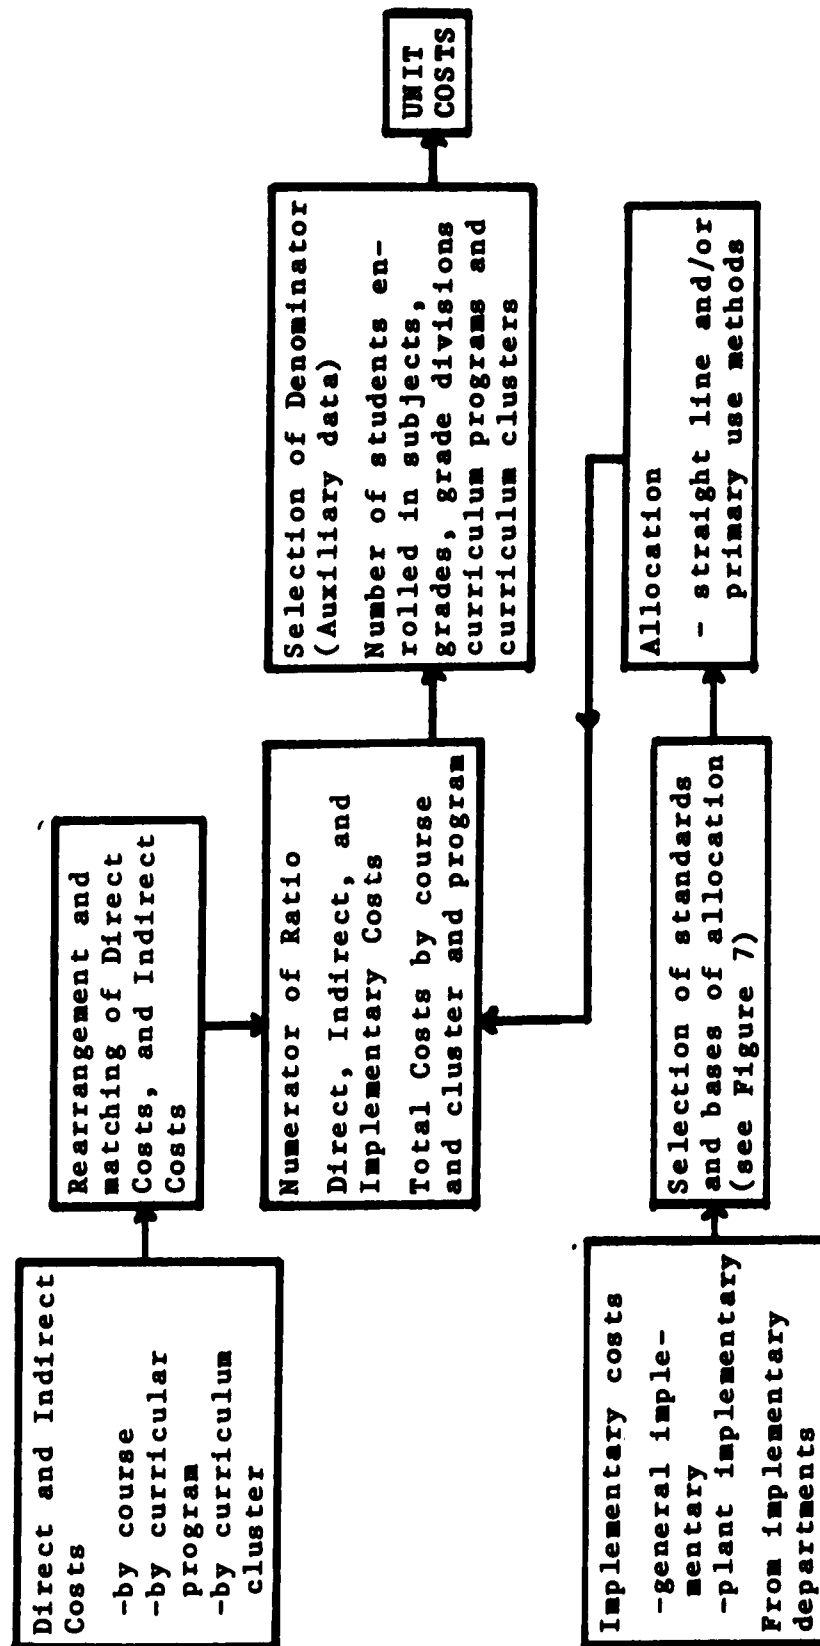 Direct and Indirect
Costs
-by course
-by curricular
program
-by curriculum
cluster
Rearrangement and
matching of Direct
Costs, and Indirect
Costs
Numerator of Ratio
Direct, Indirect, and
Implementary Costs
Total Costs by course
and cluster and program
Selection of Denominator
(Auxiliary data)
Number of students en-
rolled in subjects,
grades, grade divisions
curriculum programs and
curriculum clusters
UNIT
COSTS
Implementary costs
-general imple-
mentary
-plant implementary
From implementary
departments
Selection of standards
and bases of allocation
(see Figure 7)
Allocation
- straight line and/or
primary use methods